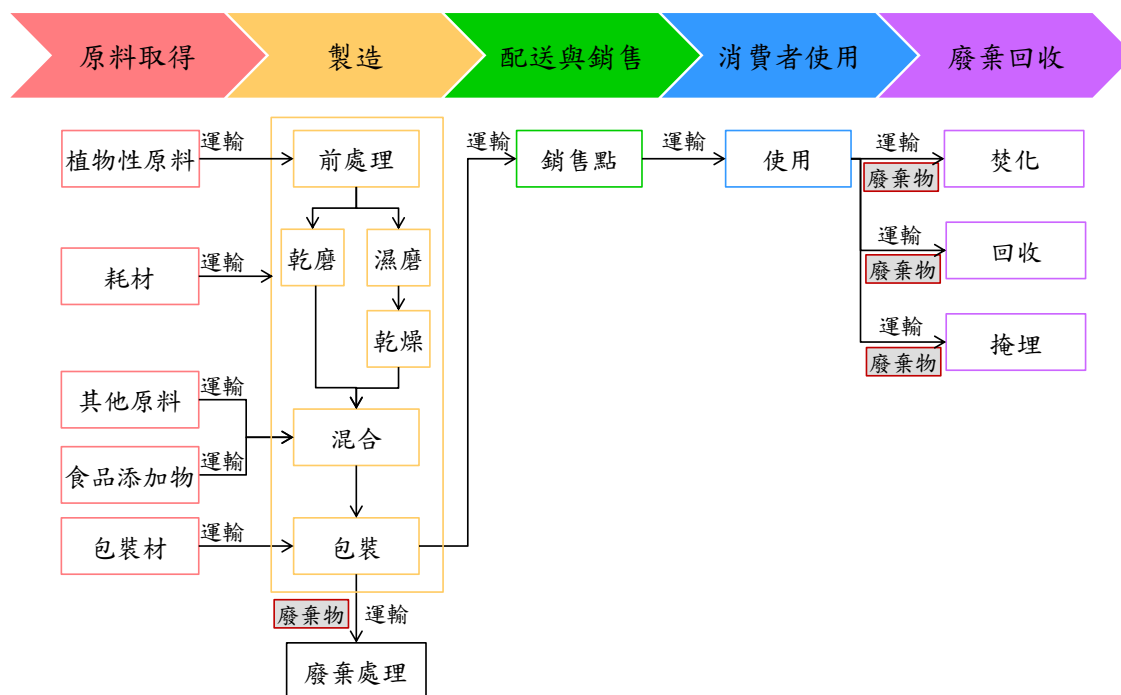 原料取得
製造
配送與銷售
消費者使用
廢棄回收
植物性原料
運輸
前處理
運輸
銷售點
運輸
使用
運輸
廢棄物
焚化
耗材
運輸
乾磨
濕磨
運輸
廢棄物
回收
乾燥
運輸
廢棄物
掩埋
其他原料
運輸
混合
食品添加物
運輸
包裝材
運輸
包裝
廢棄物
運輸
廢棄處理